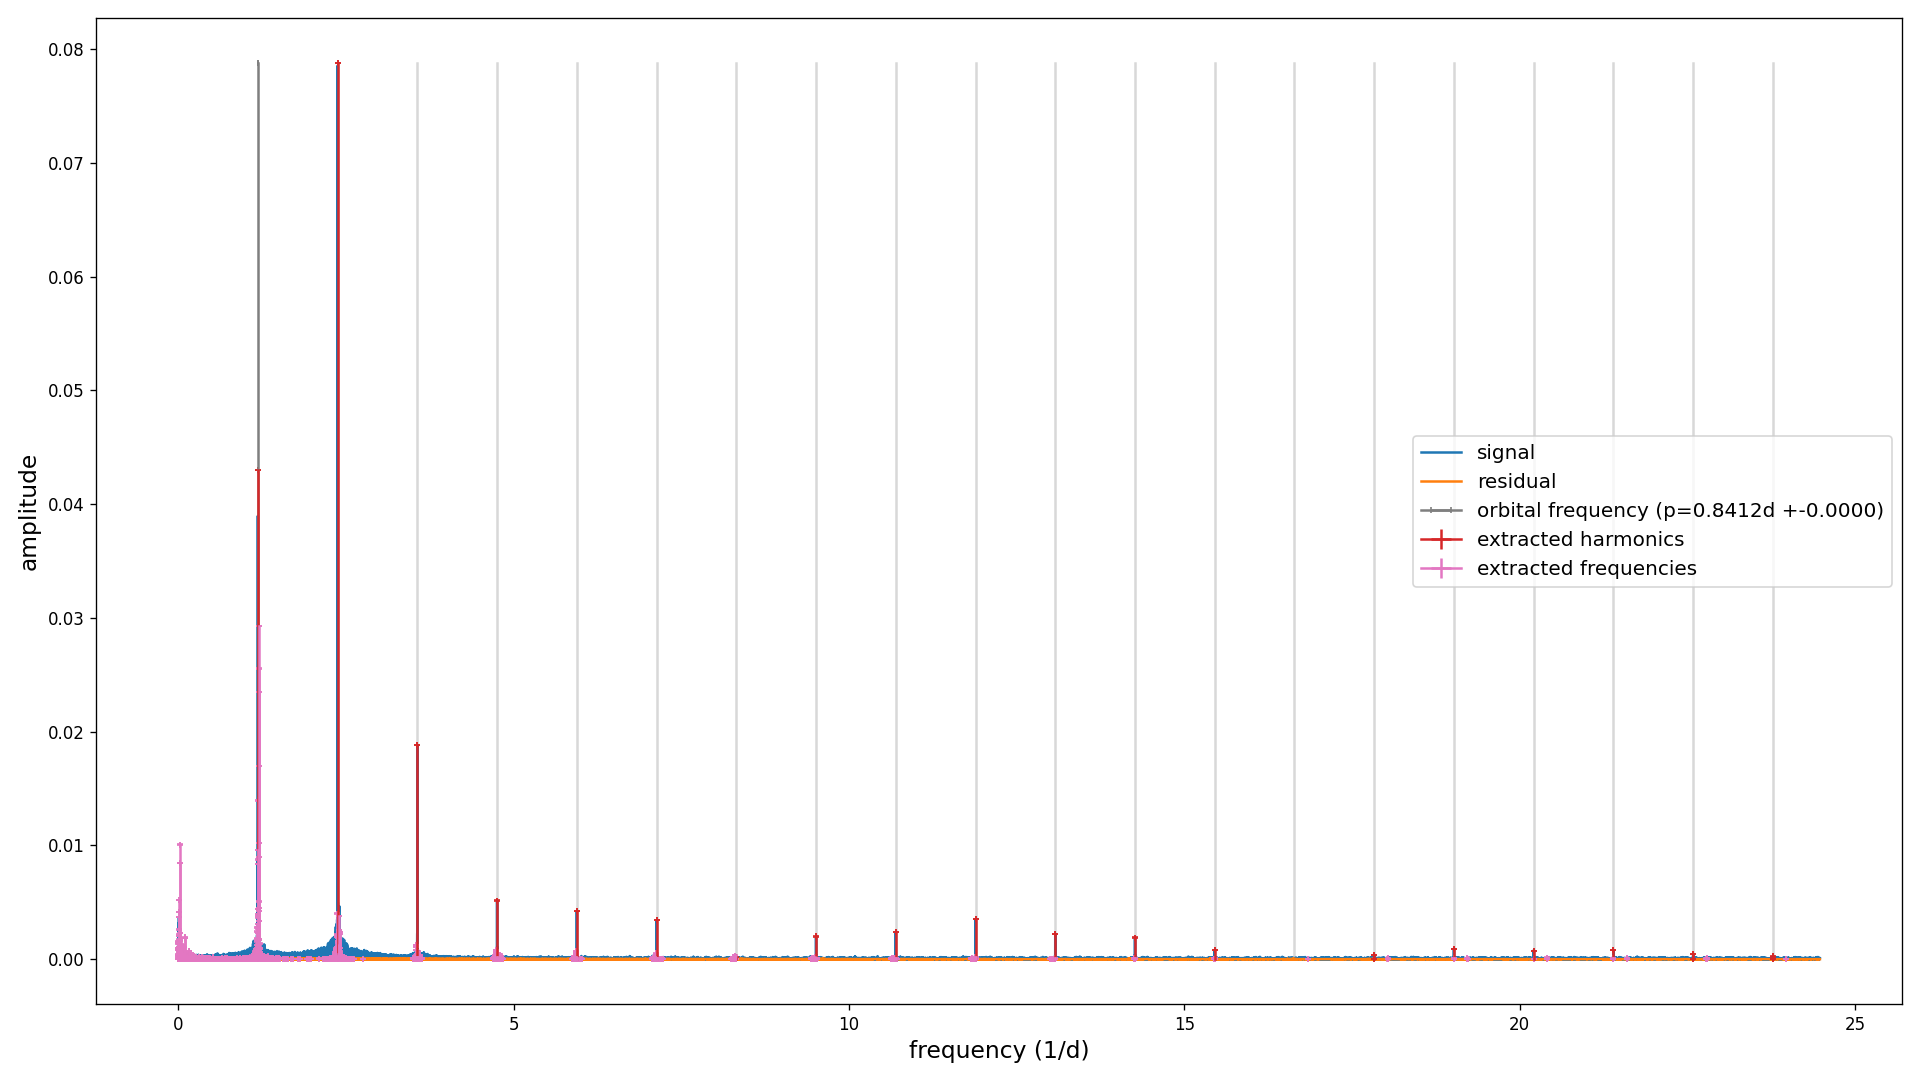 0.08
0.07
0.06
0.05
0.04
0.03
0.02
0.01
0.00
amplitude
signal
residual
orbital frequency (p=0.8412d +-0.0000)
extracted harmonics
extracted frequencies
0 5 10 15 20 25
frequency (1/d)